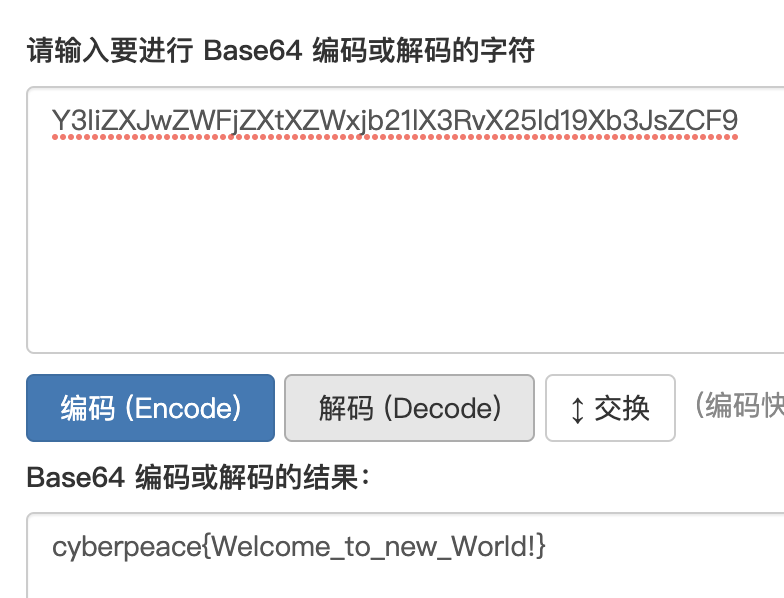 请输入要进行 Base64 编码或解码的字符
Y3liZXJwZWFjZXtXZWxjb21lX3RvX25ld19Xb3JsZCF9
编码 (Encode) 解码 (Decode) ↕ 交换 (编码快
Base64 编码或解码的结果：
cyberpeace{Welcome_to_new_World!}